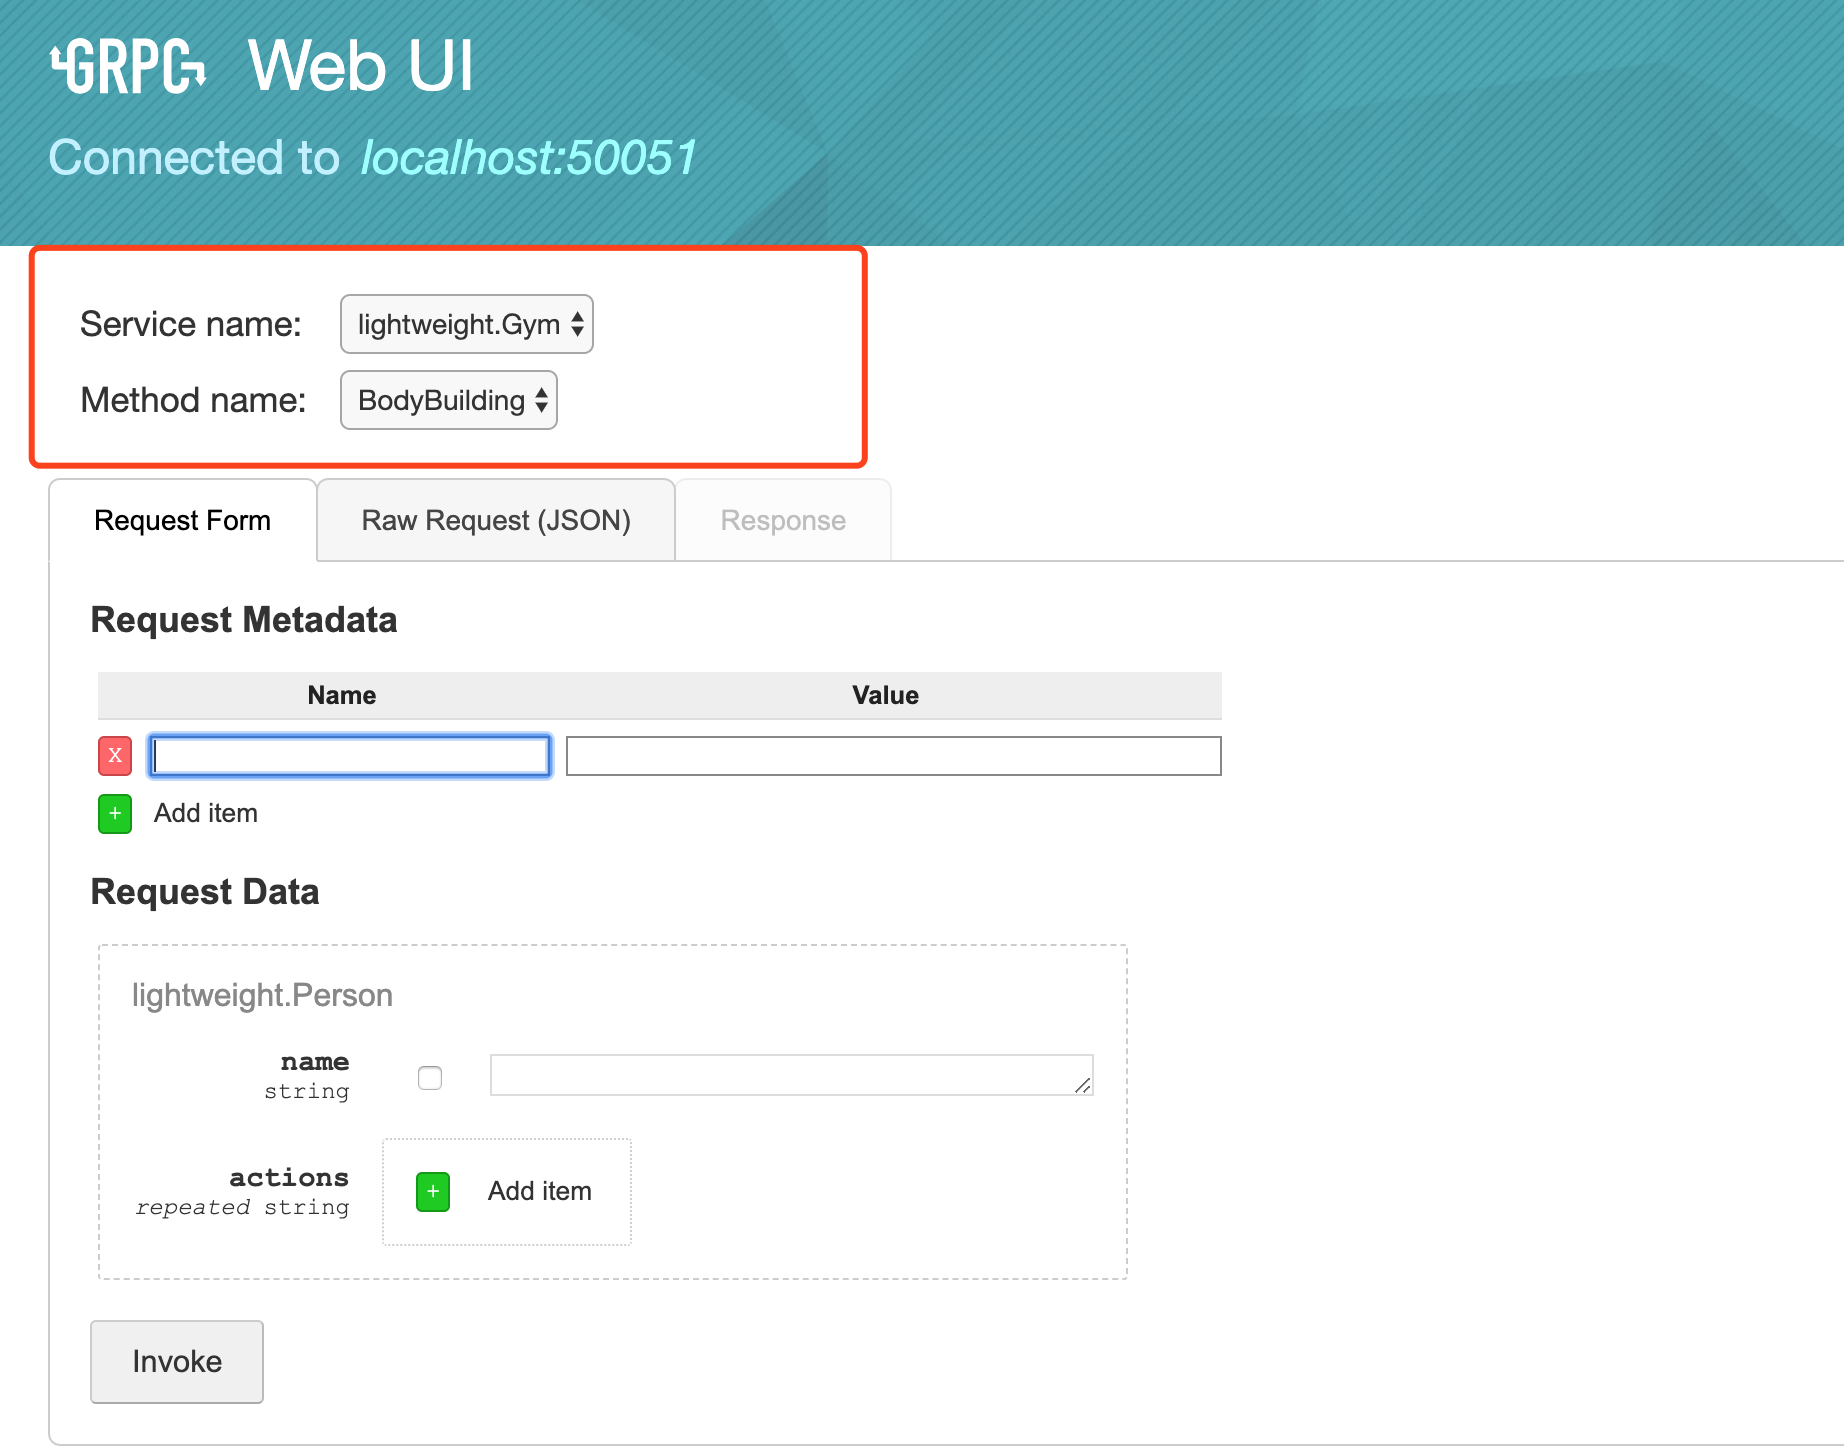 GRPC Web UI
Connected to localhost:50051
Service name: lightweight.Gym
Method name: BodyBuilding
Request Form Raw Request (JSON) Response
Request Metadata
Name Value
X
+ Add item
Request Data
lightweight.Person
name
string
actions
repeated string
+ Add item
Invoke